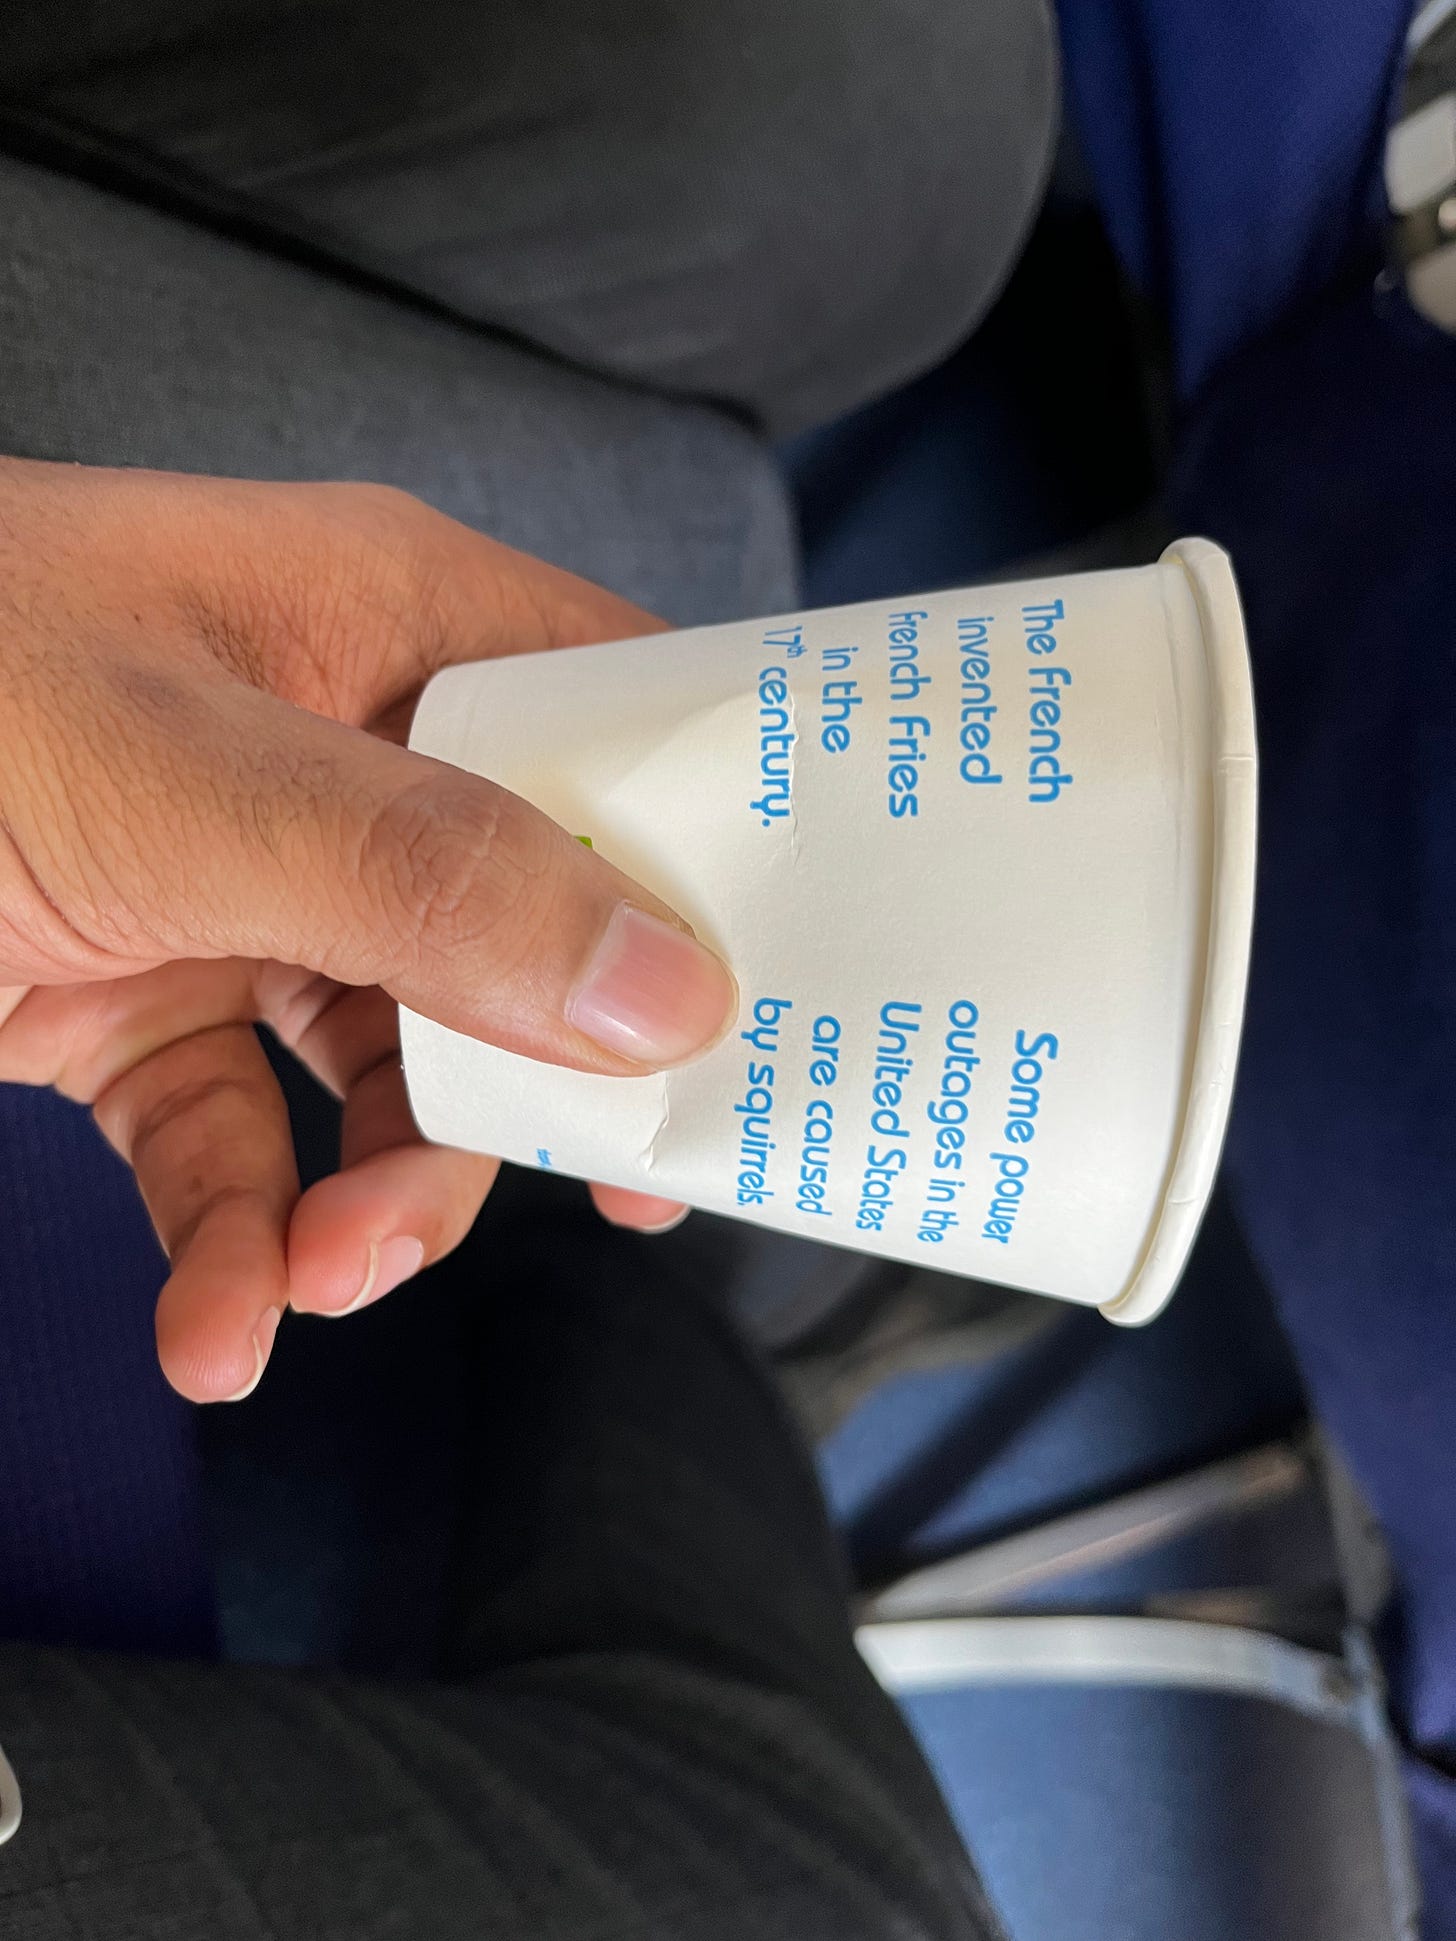 The French
invented
french fries
in the
17th century.
Some power
outages in the
United States
are caused
by squirrels.